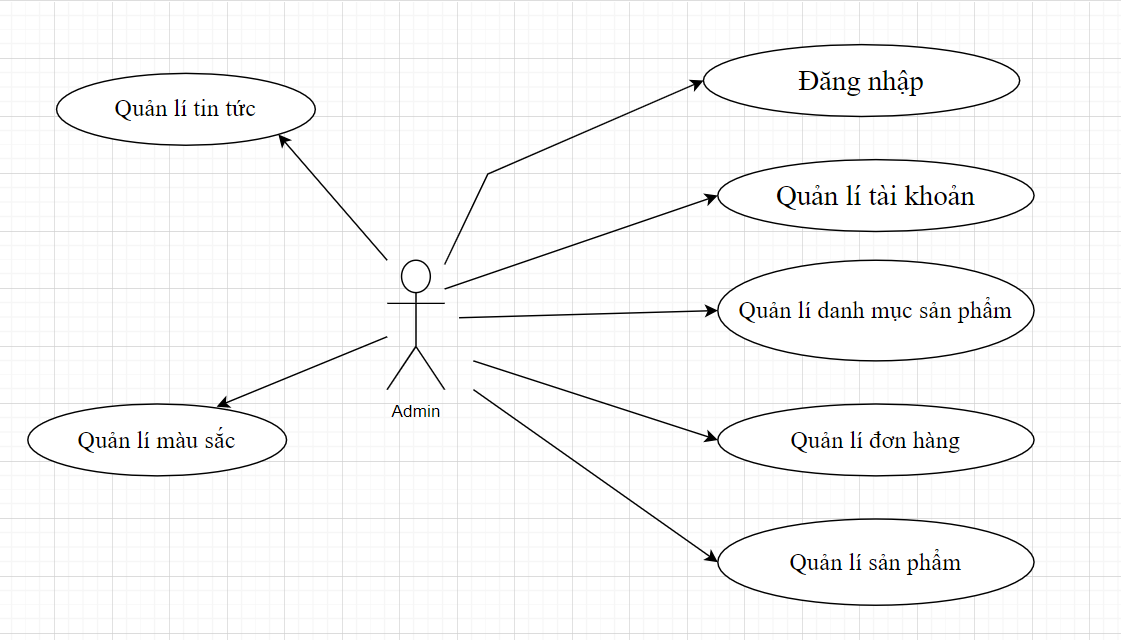 Đăng nhập
Quản lí tin tức
Quản lí tài khoản
Quản lí danh mục sản phẩm
Admin
Quản lí màu sắc
Quản lí đơn hàng
Quản lí sản phẩm